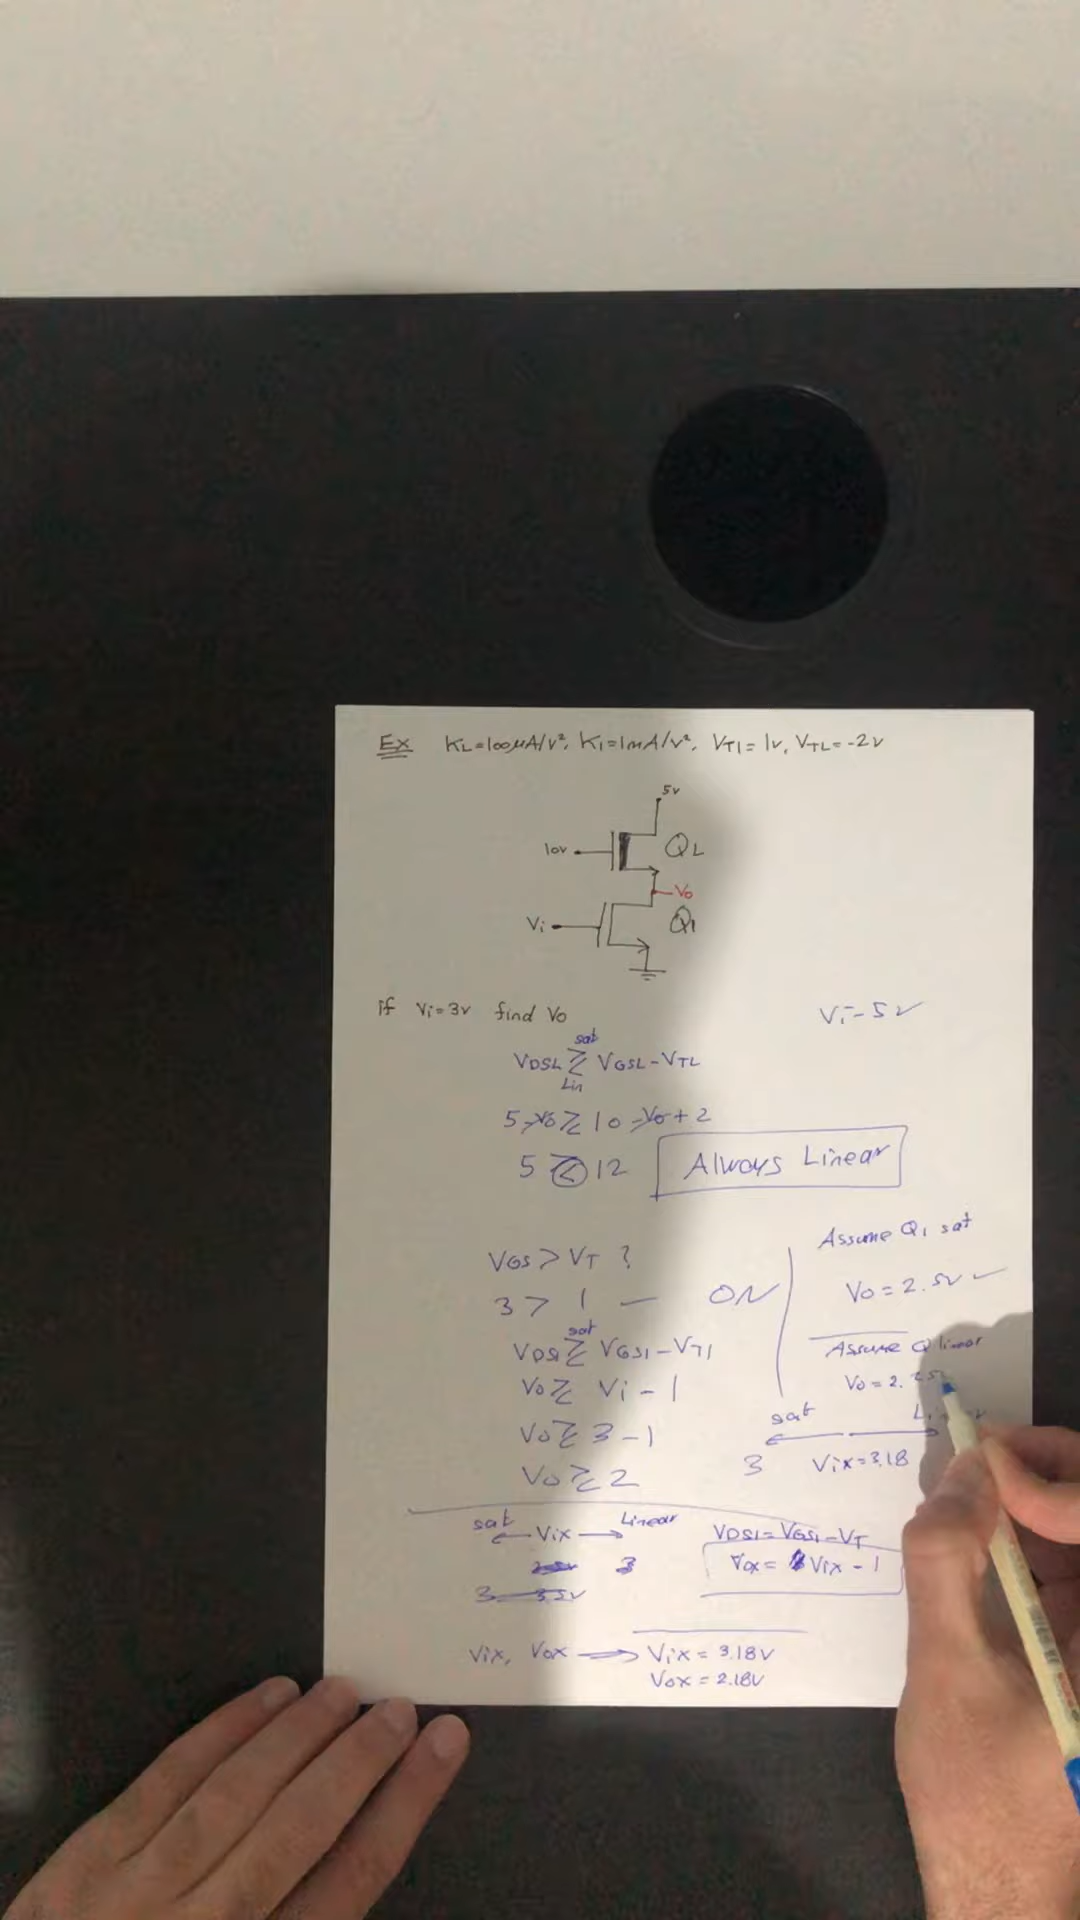 Ex KL=100µA/V², K1=1mA/V², VT1=1V, VTL=-2V
5V
10V
QL
Vo
Vi
Q1
if Vi=3V find Vo
Vi-5V
sat
VDSL ≷ VGSL-VTL
Lin
5-Vo ≷ 10-Vo+2
5 < 12 Always Linear
Assume Q1 sat
VGS > VT ?
Vo = 2.5V ✓
3 > 1 — ON
sat
VDS1 ≷ VGS1-VT1
Assume Q linear
Vo ≷ Vi - 1
Vo = 2.
Vo ≷ 3 - 1
sat
3 Vix=3.18
Vo ≷ 2
sat ← Vix → Linear
3
3
VDS1=VGS1-VT
Vox = Vix - 1
Vix, Vox → Vix = 3.18V
Vox = 2.18V